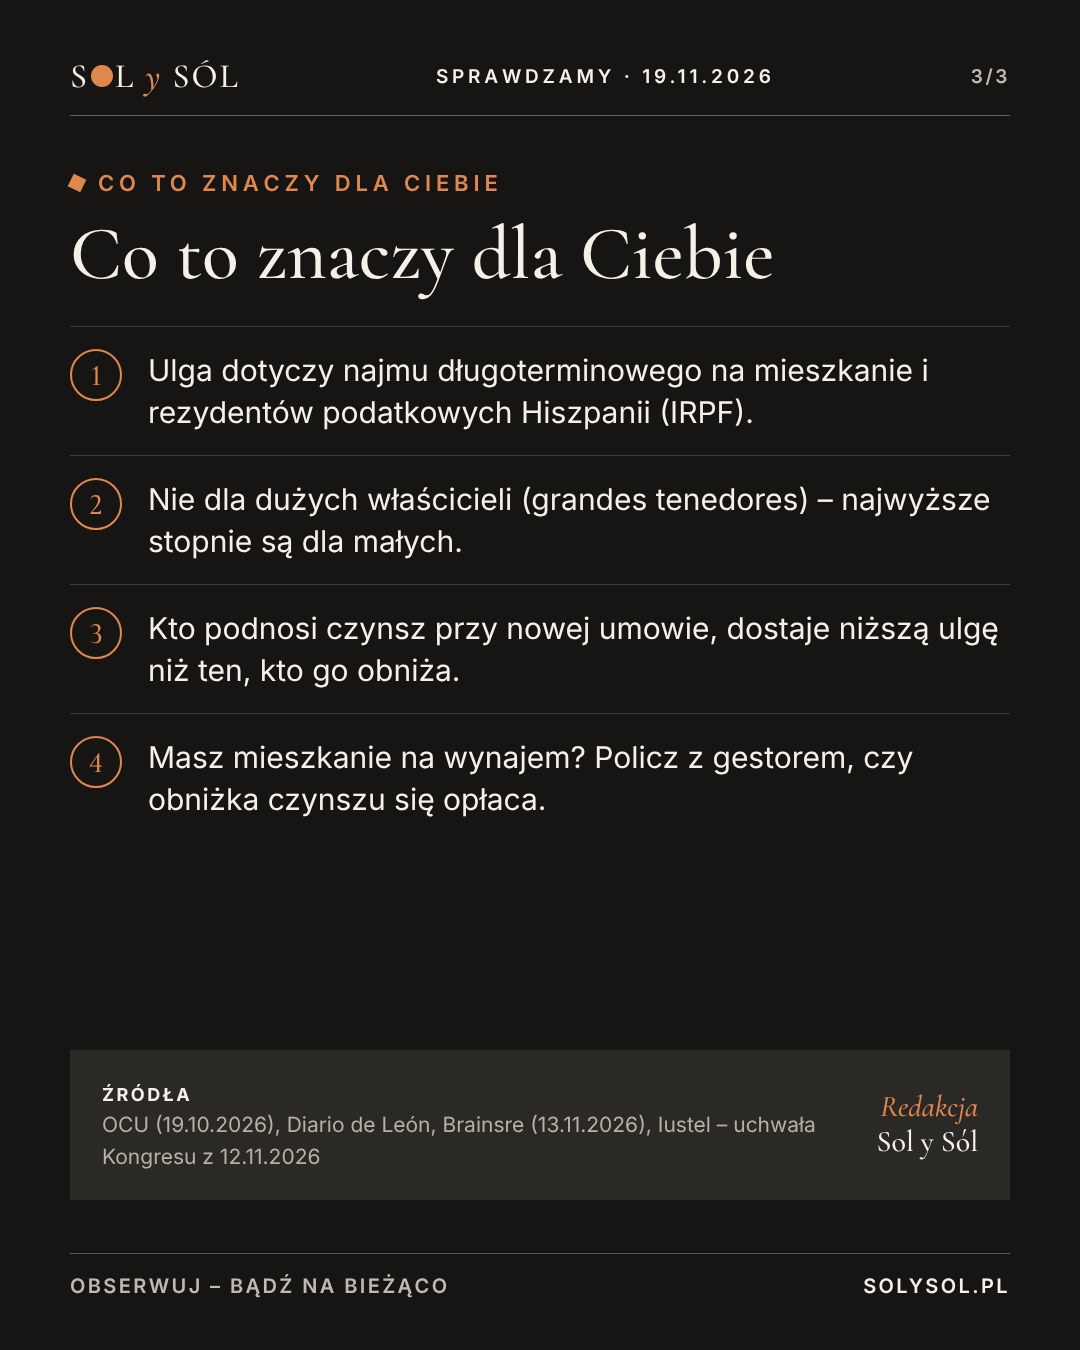 SOL y SÓL
SPRAWDZAMY · 19.11.2026
3/3
CO TO ZNACZY DLA CIEBIE
Co to znaczy dla Ciebie
1
Ulga dotyczy najmu długoterminowego na mieszkanie i
rezydentów podatkowych Hiszpanii (IRPF).
2
Nie dla dużych właścicieli (grandes tenedores) – najwyższe
stopnie są dla małych.
3
Kto podnosi czynsz przy nowej umowie, dostaje niższą ulgę
niż ten, kto go obniża.
4
Masz mieszkanie na wynajem? Policz z gestorem, czy
obniżka czynszu się opłaca.
ŹRÓDŁA
OCU (19.10.2026), Diario de León, Brainsre (13.11.2026), Iustel – uchwała
Kongresu z 12.11.2026
Redakcja
Sol y Sól
OBSERWUJ – BĄDŹ NA BIEŻĄCO
SOLYSOL.PL